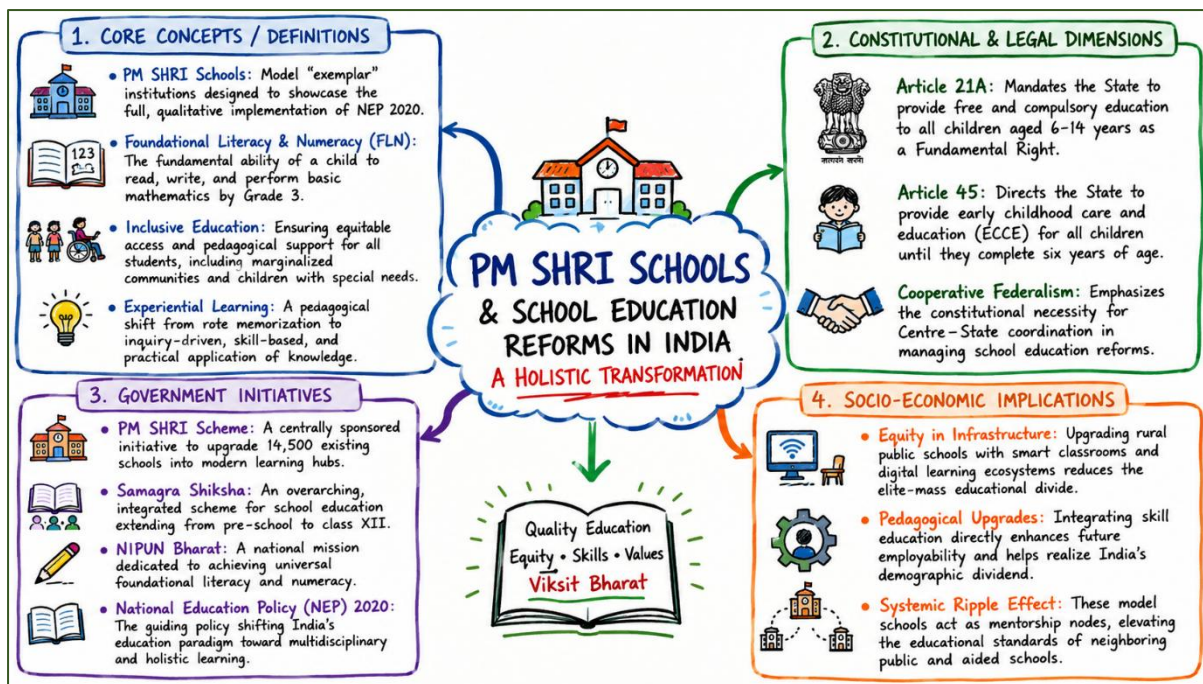 1. CORE CONCEPTS / DEFINITIONS
• PM SHRI Schools: Model "exemplar"
institutions designed to showcase the
full, qualitative implementation of NEP 2020.
123
• Foundational Literacy & Numeracy (FLN):
The fundamental ability of a child to
read, write, and perform basic
mathematics by Grade 3.
• Inclusive Education: Ensuring equitable
access and pedagogical support for all
students, including marginalized
communities and children with special needs.
• Experiential Learning: A pedagogical
shift from rote memorization to
inquiry-driven, skill-based, and
practical application of knowledge.
2. CONSTITUTIONAL & LEGAL DIMENSIONS
Article 21A: Mandates the State to
provide free and compulsory education
to all children aged 6-14 years as
a Fundamental Right.
Article 45: Directs the State to
provide early childhood care and
education (ECCE) for all children
until they complete six years of age.
Cooperative Federalism: Emphasizes
the constitutional necessity for
Centre-State coordination in
managing school education reforms.
PM SHRI SCHOOLS
& SCHOOL EDUCATION
REFORMS IN INDIA
A HOLISTIC TRANSFORMATION
3. GOVERNMENT INITIATIVES
• PM SHRI Scheme: A centrally sponsored
initiative to upgrade 14,500 existing
schools into modern learning hubs.
• Samagra Shiksha: An overarching,
integrated scheme for school education
extending from pre-school to class XII.
• NIPUN Bharat: A national mission
dedicated to achieving universal
foundational literacy and numeracy.
• National Education Policy (NEP) 2020:
The guiding policy shifting India's
education paradigm toward multidisciplinary
and holistic learning.
Quality Education
Equity • Skills • Values
Viksit Bharat
4. SOCIO-ECONOMIC IMPLICATIONS
• Equity in Infrastructure: Upgrading rural
public schools with smart classrooms and
digital learning ecosystems reduces the
elite-mass educational divide.
• Pedagogical Upgrades: Integrating skill
education directly enhances future
employability and helps realize India's
demographic dividend.
• Systemic Ripple Effect: These model
schools act as mentorship nodes, elevating
the educational standards of neighboring
public and aided schools.